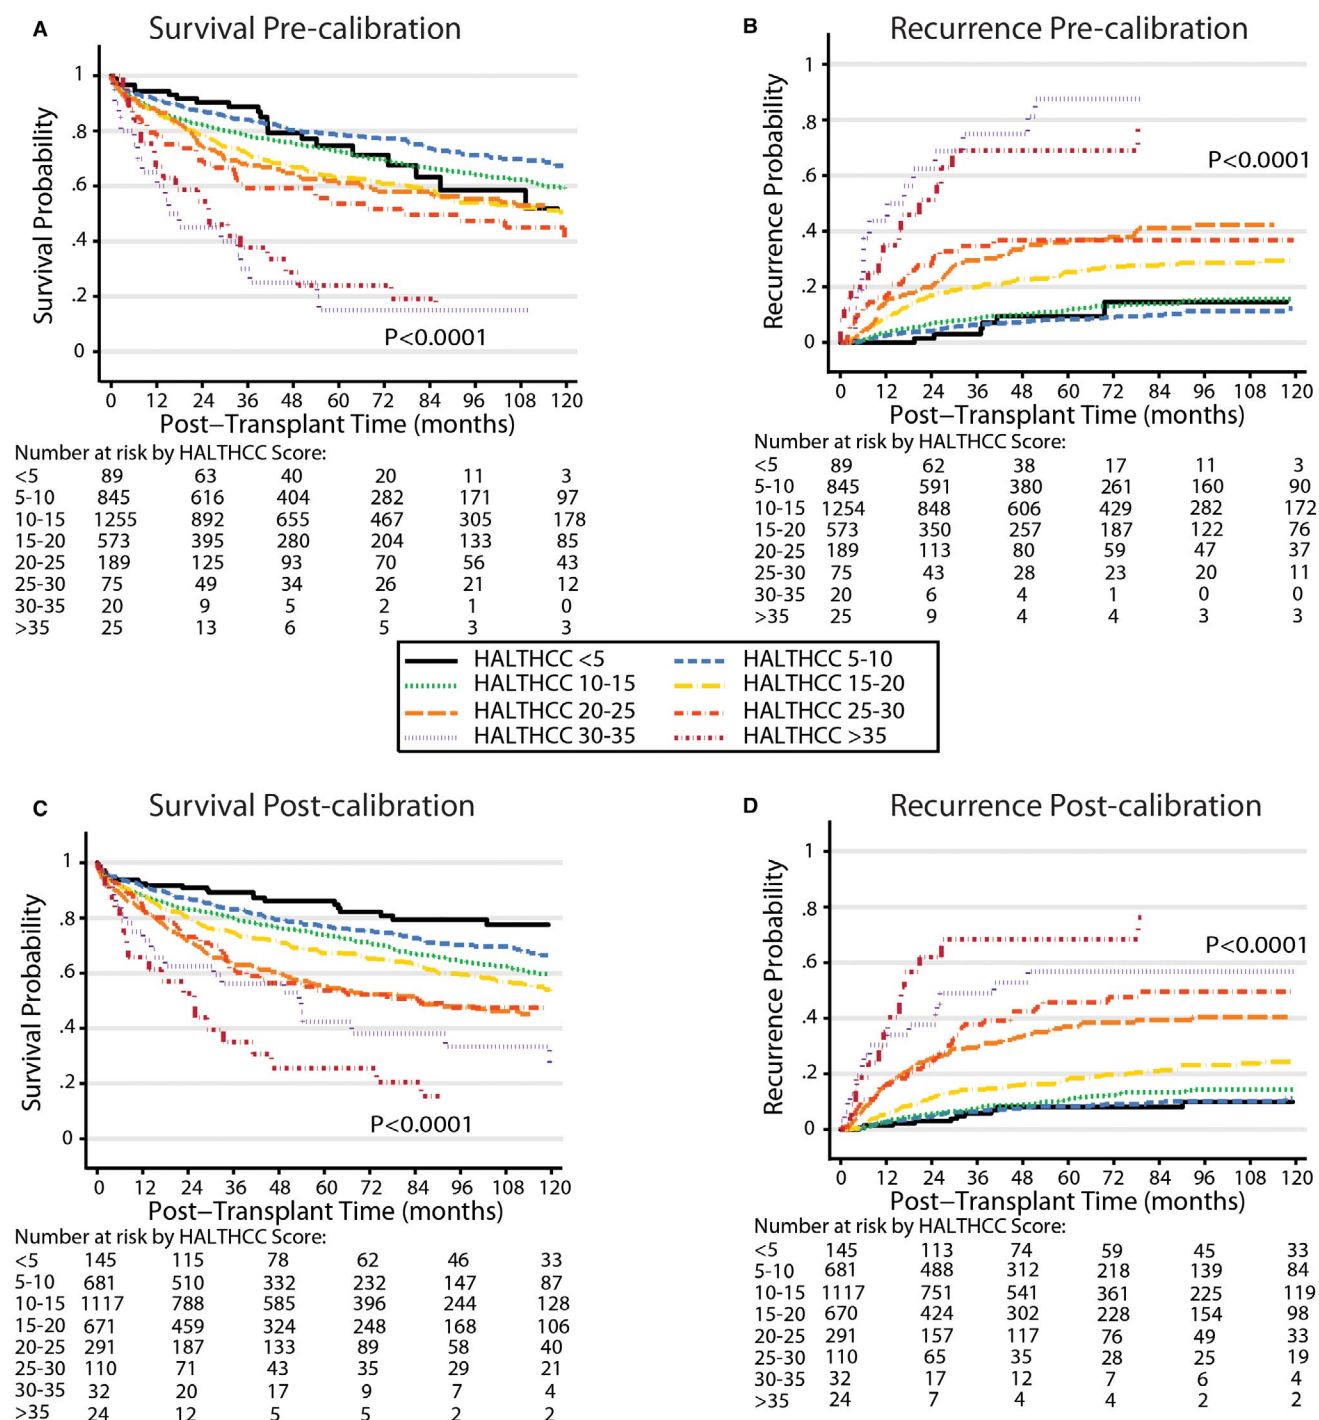 A
Survival Pre-calibration
Survival Probability
1
.8
.6
.4
.2
0
P<0.0001
0 12 24 36 48 60 72 84 96 108 120
Post–Transplant Time (months)
Number at risk by HALTHCC Score:
<5 89 63 40 20 11 3
5-10 845 616 404 282 171 97
10-15 1255 892 655 467 305 178
15-20 573 395 280 204 133 85
20-25 189 125 93 70 56 43
25-30 75 49 34 26 21 12
30-35 20 9 5 2 1 0
>35 25 13 6 5 3 3
B
Recurrence Pre-calibration
Recurrence Probability
1
.8
.6
.4
.2
0
P<0.0001
0 12 24 36 48 60 72 84 96 108 120
Post–Transplant Time (months)
Number at risk by HALTHCC Score:
<5 89 62 38 17 11 3
5-10 845 591 380 261 160 90
10-15 1254 848 606 429 282 172
15-20 573 350 257 187 122 76
20-25 189 113 80 59 47 37
25-30 75 43 28 23 20 11
30-35 20 6 4 1 0 0
>35 25 9 4 4 3 3
HALTHCC <5 HALTHCC 5-10
HALTHCC 10-15 HALTHCC 15-20
HALTHCC 20-25 HALTHCC 25-30
HALTHCC 30-35 HALTHCC >35
C
Survival Post-calibration
Survival Probability
1
.8
.6
.4
.2
0
P<0.0001
0 12 24 36 48 60 72 84 96 108 120
Post–Transplant Time (months)
Number at risk by HALTHCC Score:
<5 145 115 78 62 46 33
5-10 681 510 332 232 147 87
10-15 1117 788 585 396 244 128
15-20 671 459 324 248 168 106
20-25 291 187 133 89 58 40
25-30 110 71 43 35 29 21
30-35 32 20 17 9 7 4
>35 24 12 5 5 2 2
D
Recurrence Post-calibration
Recurrence Probability
1
.8
.6
.4
.2
0
P<0.0001
0 12 24 36 48 60 72 84 96 108 120
Post–Transplant Time (months)
Number at risk by HALTHCC Score:
<5 145 113 74 59 45 33
5-10 681 488 312 218 139 84
10-15 1117 751 541 361 225 119
15-20 670 424 302 228 154 98
20-25 291 157 117 76 49 33
25-30 110 65 35 28 25 19
30-35 32 17 12 7 6 4
>35 24 7 4 4 2 2